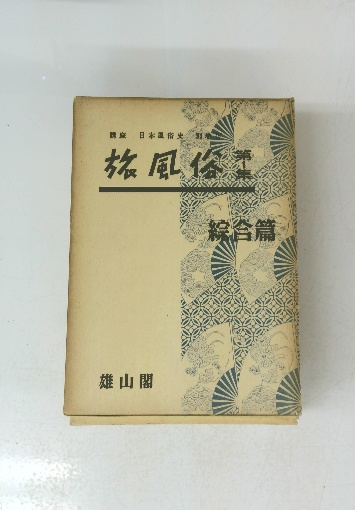 講座 日本風俗史 別巻
旅風俗 第1集
綜合篇
雄山閣